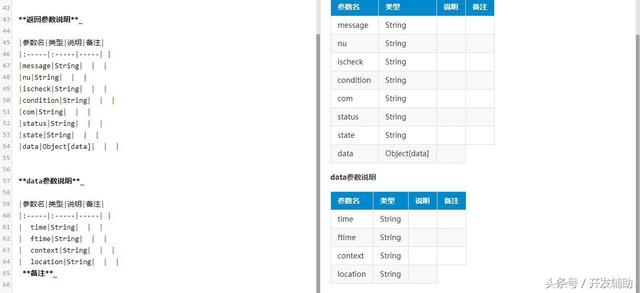 42
43 **返回参数说明**
44
45 |参数名|类型|说明|备注|
46 |:-----|:-----|-----| |
47 |message|String| | |
48 |nu|String| | |
49 |ischeck|String| | |
50 |condition|String| | |
51 |com|String| | |
52 |status|String| | |
53 |state|String| | |
54 |data|Object[data]| | |
55
56
57 **data参数说明**
58
59 |参数名|类型|说明|备注|
60 |:-----|:-----|-----| |
61 | time|String| | |
62 | ftime|String| | |
63 | context|String| | |
64 | location|String| | |
65 **备注**
66
参数名 类型 说明 备注
message String
nu String
ischeck String
condition String
com String
status String
state String
data Object[data]
data参数说明
参数名 类型 说明 备注
time String
ftime String
context String
location String
头条号 / 开发辅助